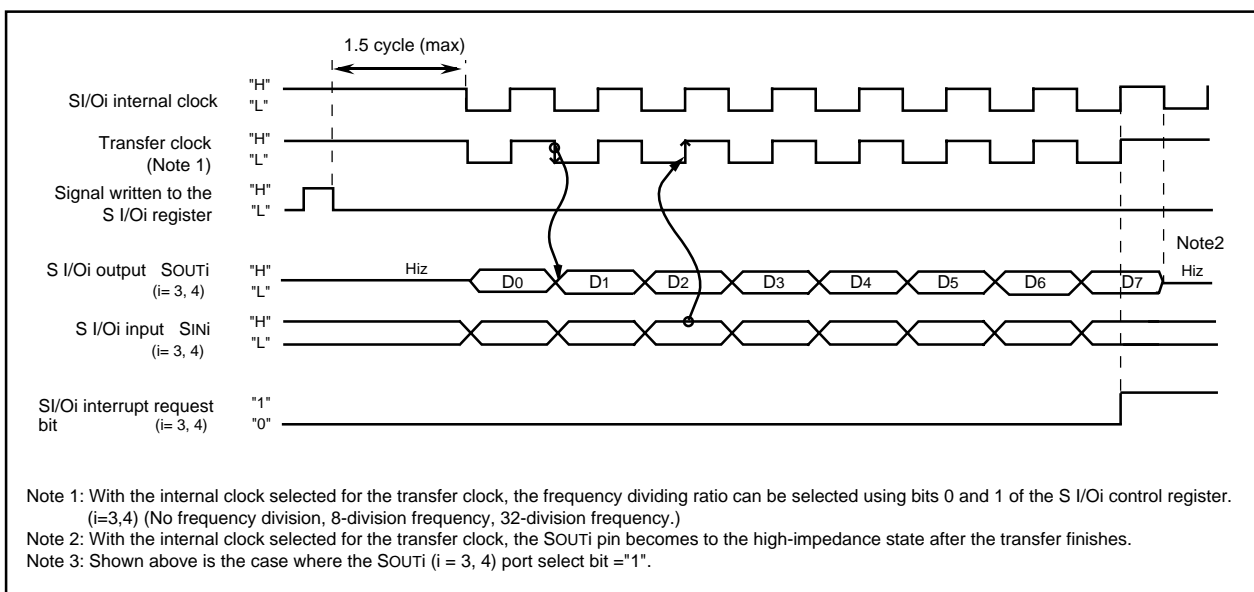 1.5 cycle (max)
SI/Oi internal clock
"H"
"L"
Transfer clock
(Note 1)
"H"
"L"
Signal written to the
S I/Oi register
"H"
"L"
Note2
S I/Oi output SOUTi
(i= 3, 4)
"H"
"L"
Hiz
D0
D1
D2
D3
D4
D5
D6
D7
Hiz
S I/Oi input SINi
(i= 3, 4)
"H"
"L"
SI/Oi interrupt request
bit (i= 3, 4)
"1"
"0"
Note 1: With the internal clock selected for the transfer clock, the frequency dividing ratio can be selected using bits 0 and 1 of the S I/Oi control register.
(i=3,4) (No frequency division, 8-division frequency, 32-division frequency.)
Note 2: With the internal clock selected for the transfer clock, the SOUTi pin becomes to the high-impedance state after the transfer finishes.
Note 3: Shown above is the case where the SOUTi (i = 3, 4) port select bit ="1".